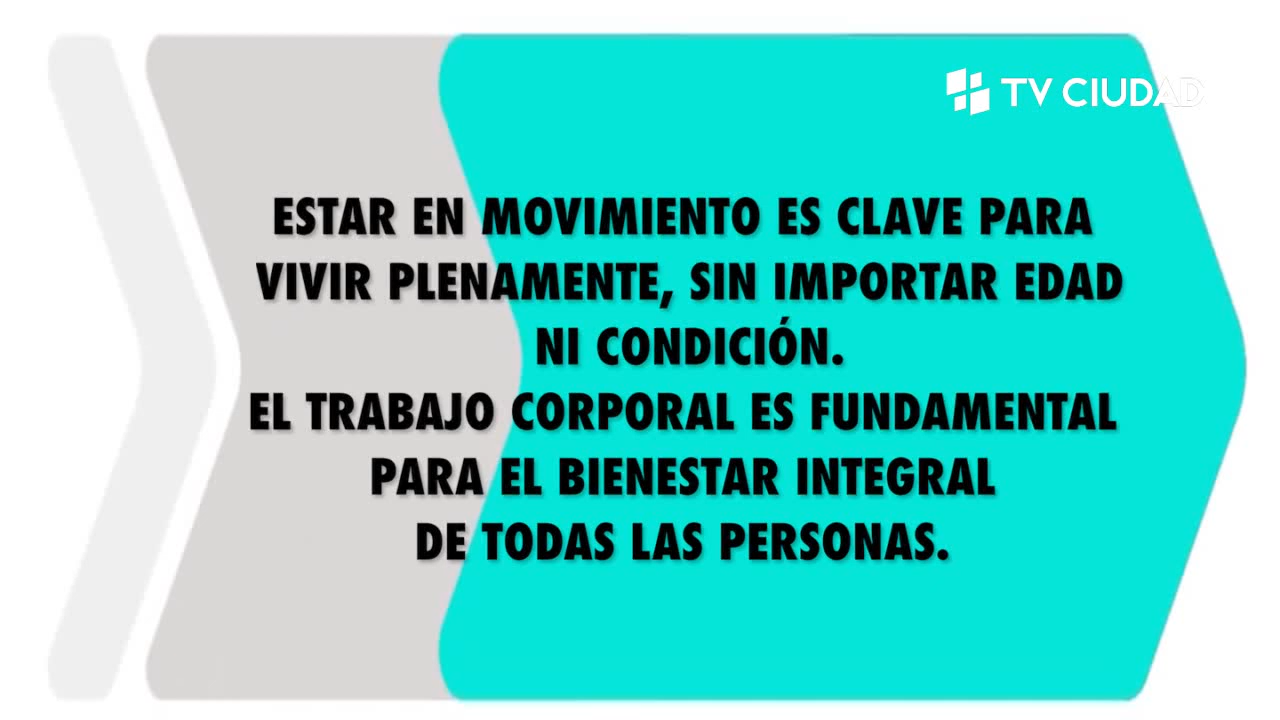 TV CIUDAD
ESTAR EN MOVIMIENTO ES CLAVE PARA
VIVIR PLENAMENTE, SIN IMPORTAR EDAD
NI CONDICIÓN.
EL TRABAJO CORPORAL ES FUNDAMENTAL
PARA EL BIENESTAR INTEGRAL
DE TODAS LAS PERSONAS.